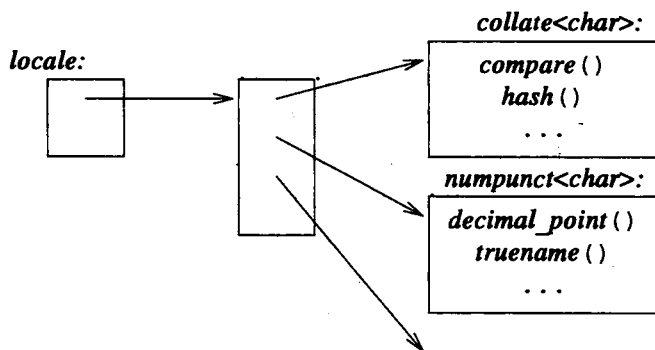 collate<char>:
locale:
compare ( )
hash ( )
. . .
numpunct<char>:
decimal_point ( )
truename ( )
. . .